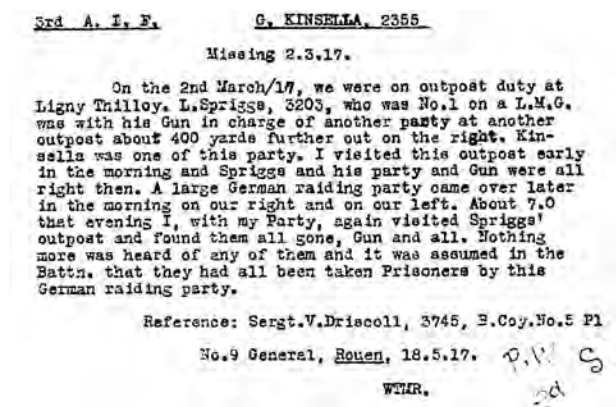 3rd A. I. F. G. KINSELLA, 2355
Missing 2.3.17.
On the 2nd March/17, we were on outpost duty at
Ligny Thilloy. L.Spriggs, 3203, who was No.1 on a L.M.G.
was with his Gun in charge of another party at another
outpost about 400 yards further out on the right. Kin-
sella was one of this party. I visited this outpost early
in the morning and Spriggs and his party and Gun were all
right then. A large German raiding party came over later
in the morning on our right and on our left. About 7.0
that evening I, with my Party, again visited Spriggs'
outpost and found them all gone, Gun and all. Nothing
more was heard of any of them and it was assumed in the
Battn. that they had all been taken Prisoners by this
German raiding party.
Reference: Sergt.V.Driscoll, 3745, B.Coy.No.5 Pl
No.9 General, Rouen, 18.5.17. P.W S
WTMR.